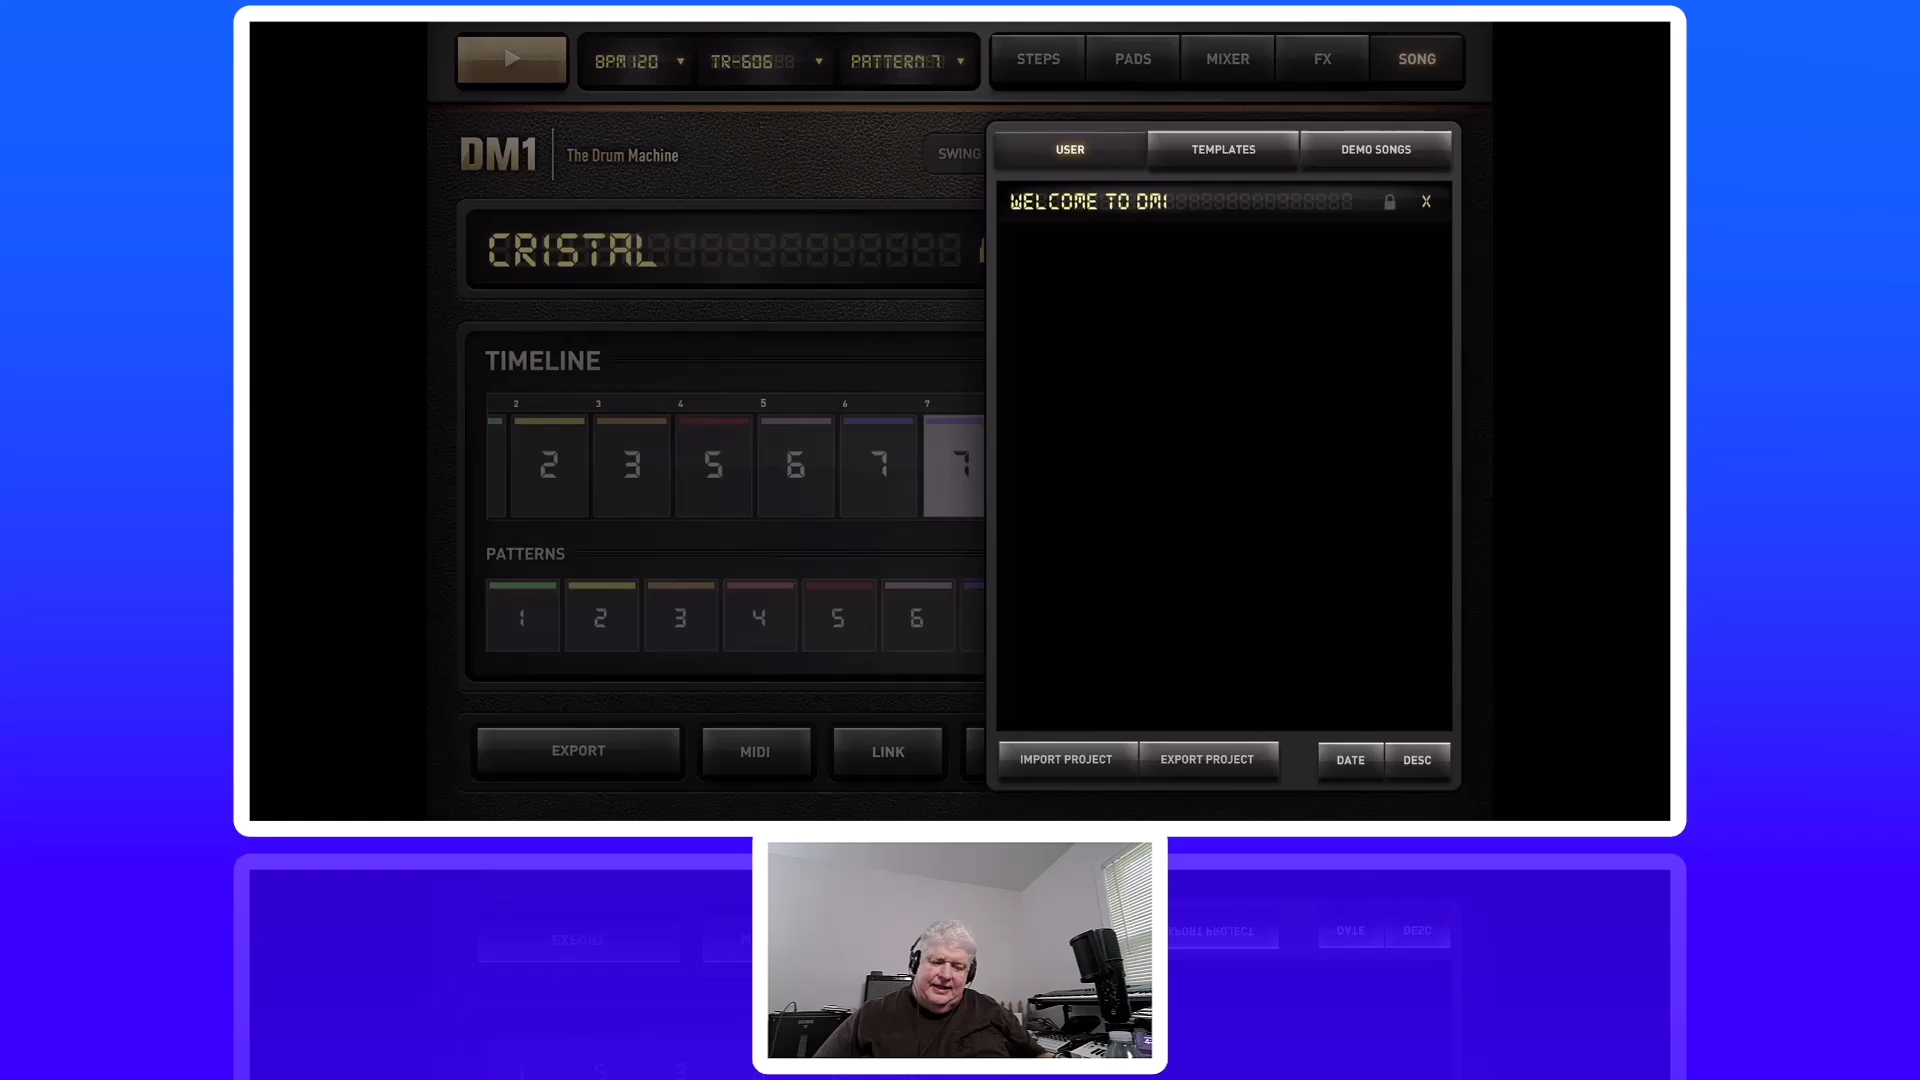 BPM 120 TR-606 PATTERN 7 STEPS PADS MIXER FX SONG
DM1 The Drum Machine SWING
USER TEMPLATES DEMO SONGS
WELCOME TO DM1 X
CRISTAL
TIMELINE
2 3 4 5 6 7
2 3 5 6 7 7
PATTERNS
1 2 3 4 5 6
EXPORT MIDI LINK
IMPORT PROJECT EXPORT PROJECT DATE DESC